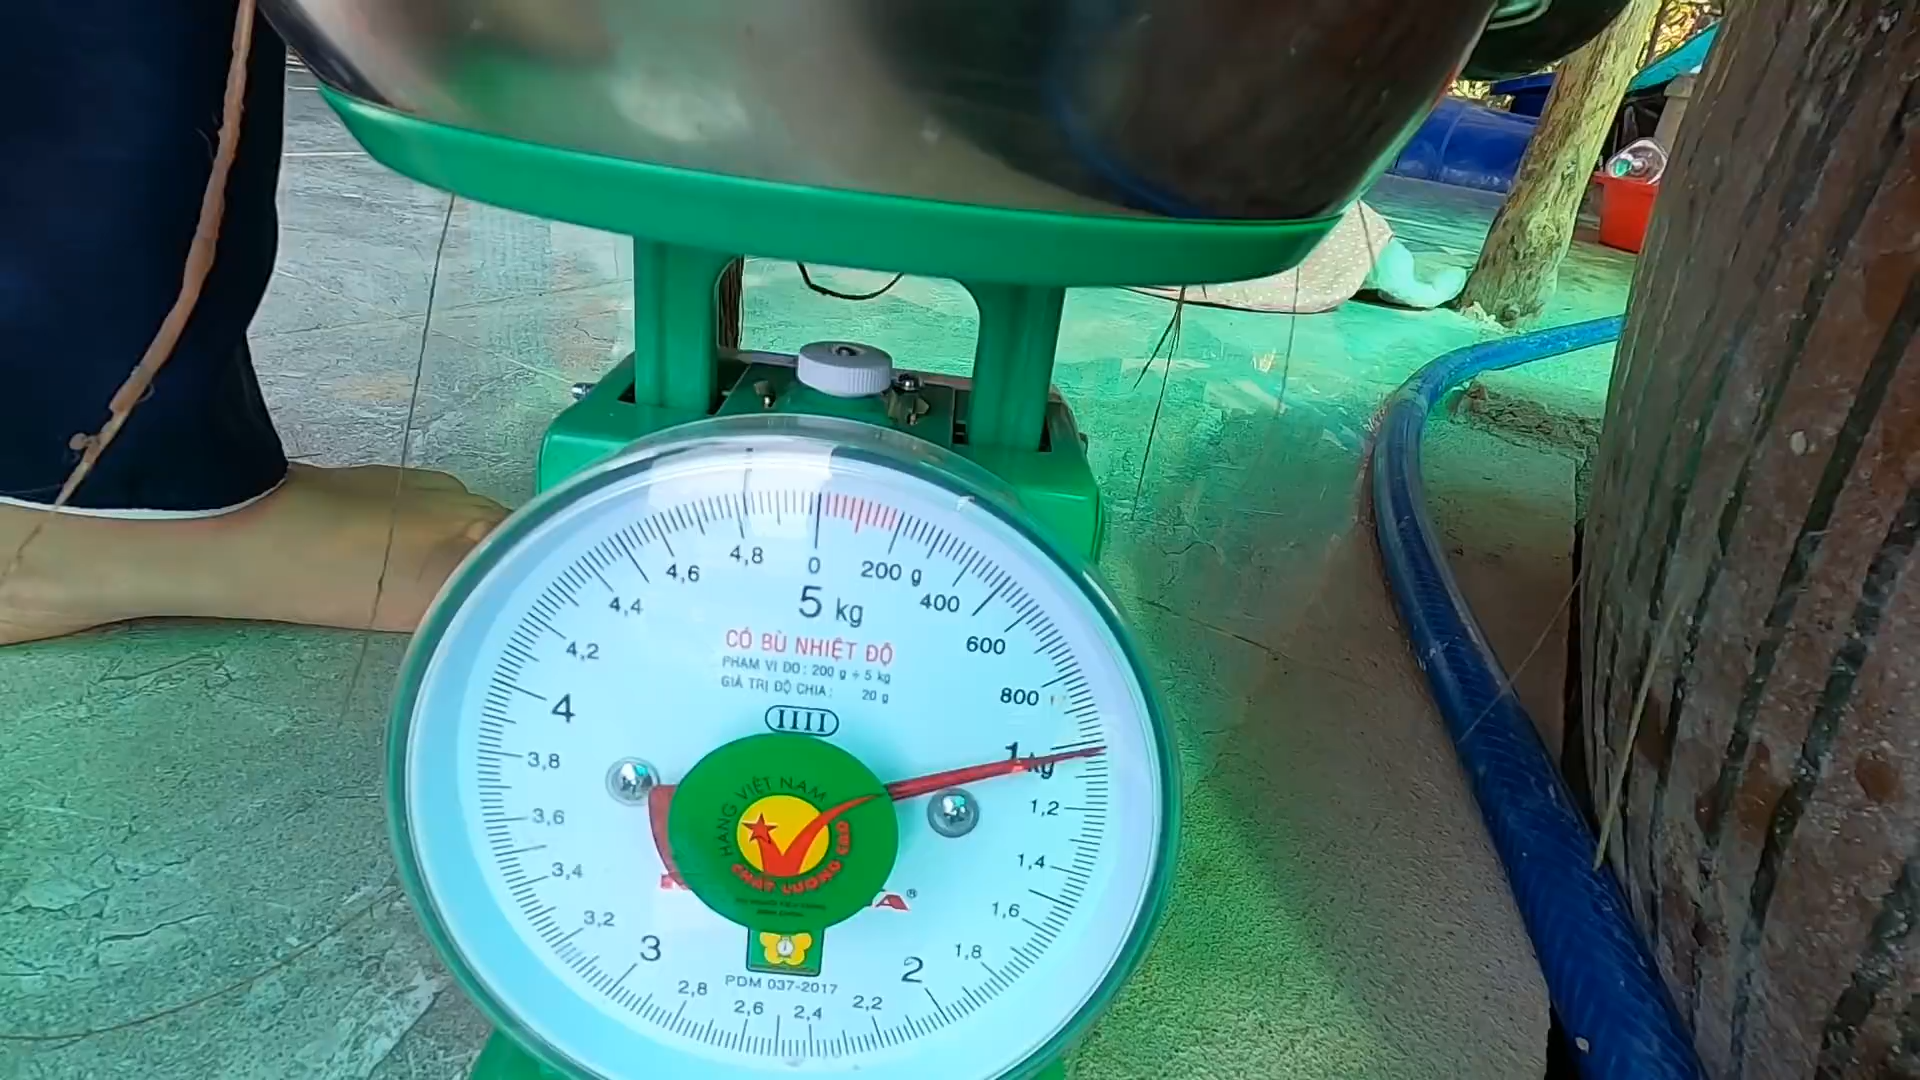 0
200 g
400
600
800
1 kg
1,2
1,4
1,6
1,8
2
2,2
2,4
2,6
2,8
3
3,2
3,4
3,6
3,8
4
4,2
4,4
4,6
4,8
5 kg
CÓ BÙ NHIỆT ĐỘ
PHẠM VI ĐO: 200 g ÷ 5 kg
GIÁ TRỊ ĐỘ CHIA: 20 g
IIII
HÀNG VIỆT NAM
CHẤT LƯỢNG CAO
A®
PDM 037-2017